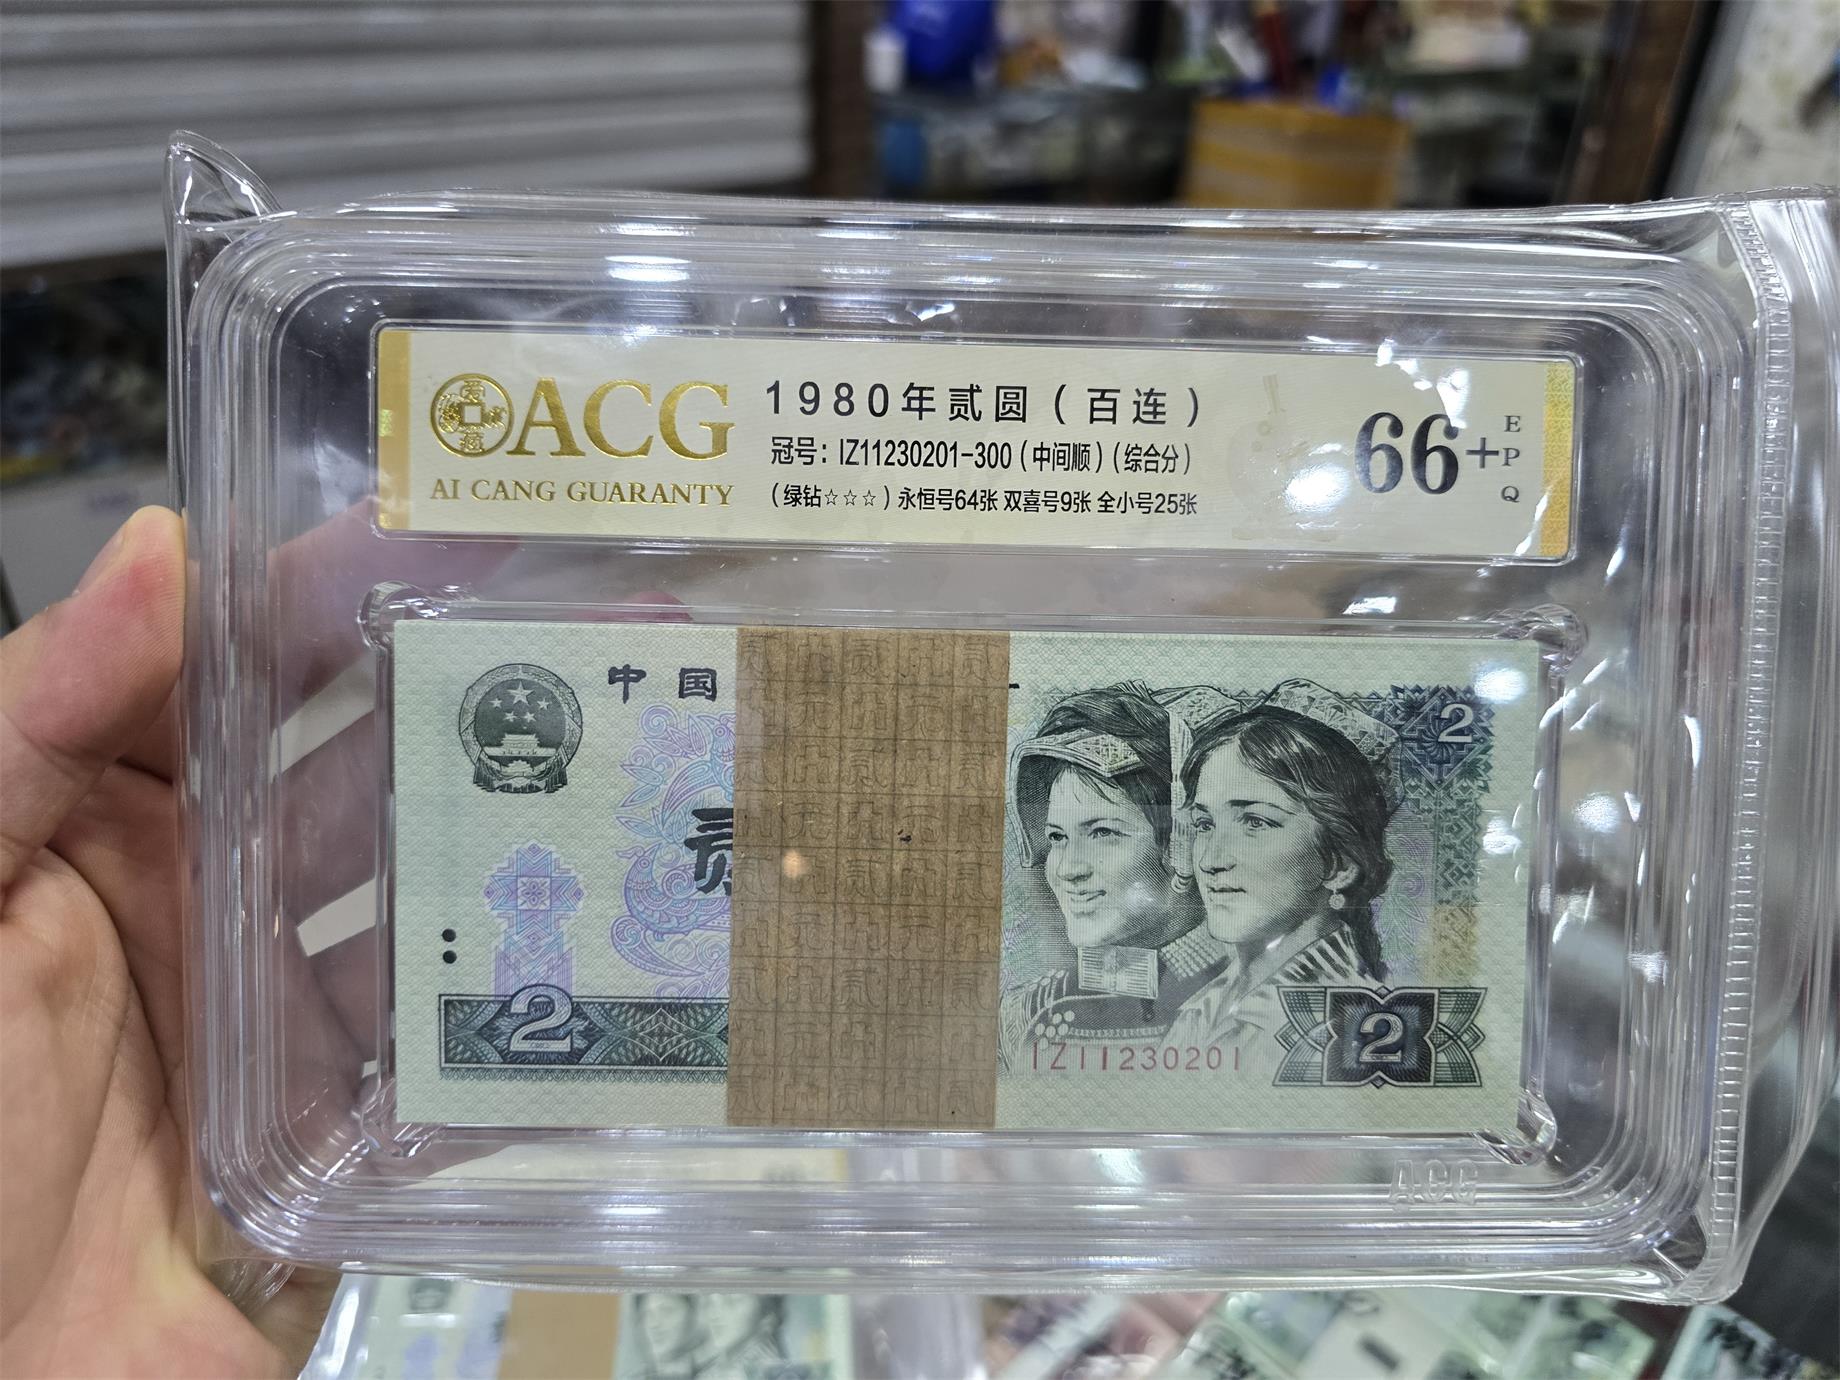 ACG
AI CANG GUARANTY
1980年贰圆（百连）
冠号：IZ11230201-300（中间顺）（综合分）
（绿钻☆☆☆）永恒号64张 双喜号9张 全小号25张
66+
EPQ
中国
贰
2
2
IZ11230201
2
ACG